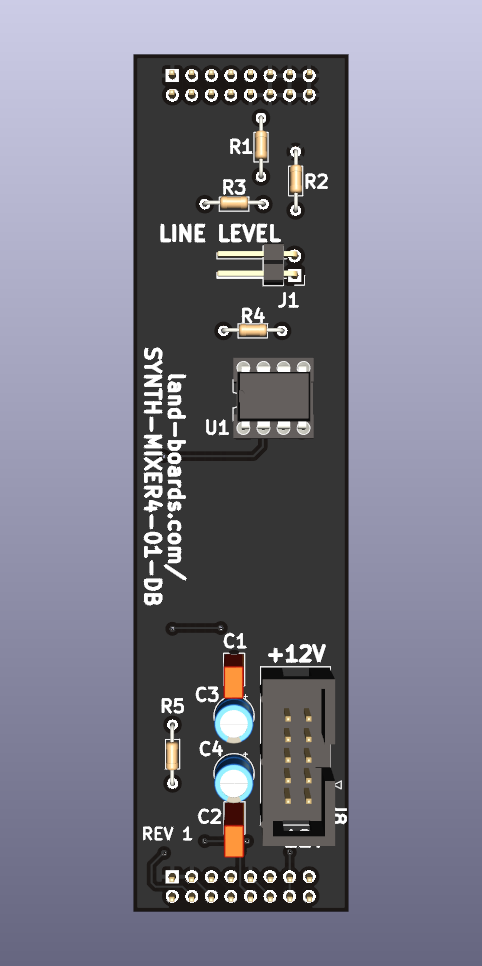 R1
R2
R3
LINE LEVEL
J1
R4
U1
land-boards.com/
SYNTH-MIXER4-01-DB
C1
+12V
C3
R5
C4
C2
REV 1